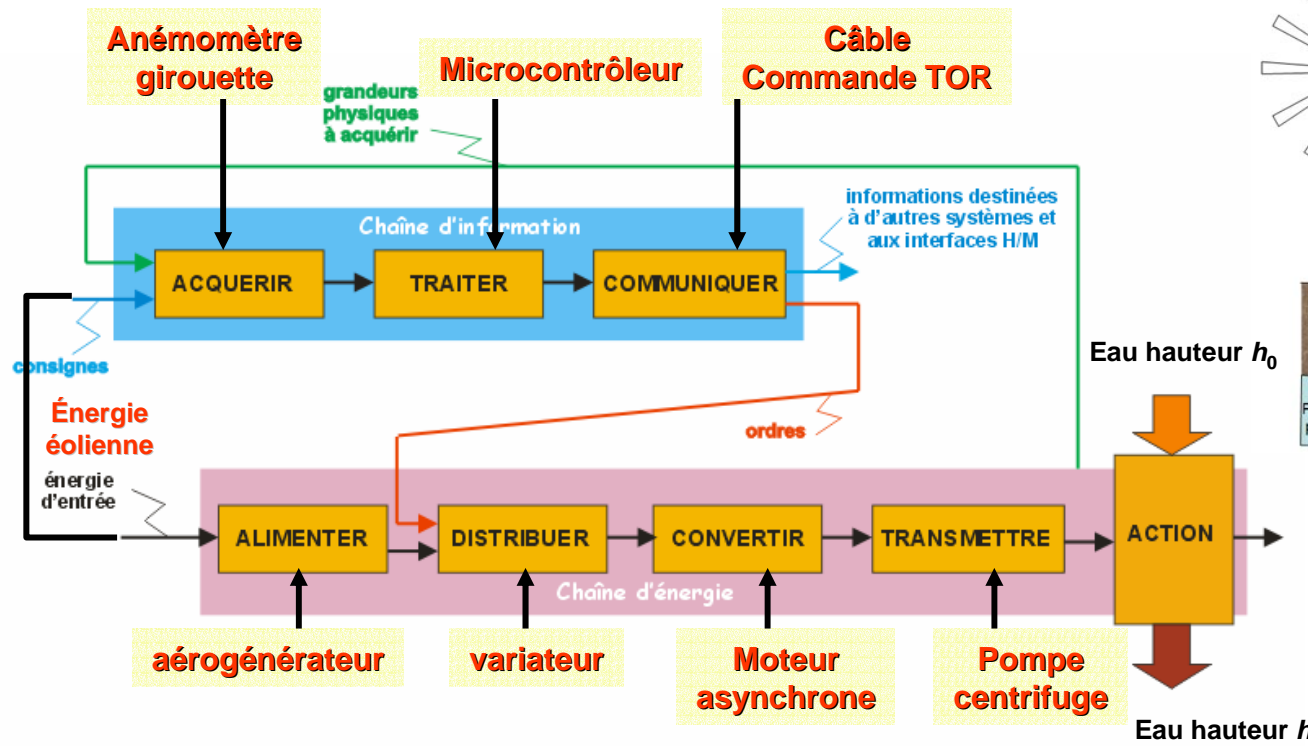 Anémomètre
girouette
Microcontrôleur
Câble
Commande TOR
grandeurs
physiques
à acquérir
informations destinées
à d'autres systèmes et
aux interfaces H/M
Chaîne d'information
ACQUERIR
TRAITER
COMMUNIQUER
consignes
Eau hauteur h0
Énergie
éolienne
ordres
énergie
d'entrée
ALIMENTER
DISTRIBUER
CONVERTIR
TRANSMETTRE
ACTION
Chaîne d'énergie
aérogénérateur
variateur
Moteur
asynchrone
Pompe
centrifuge
Eau hauteur h